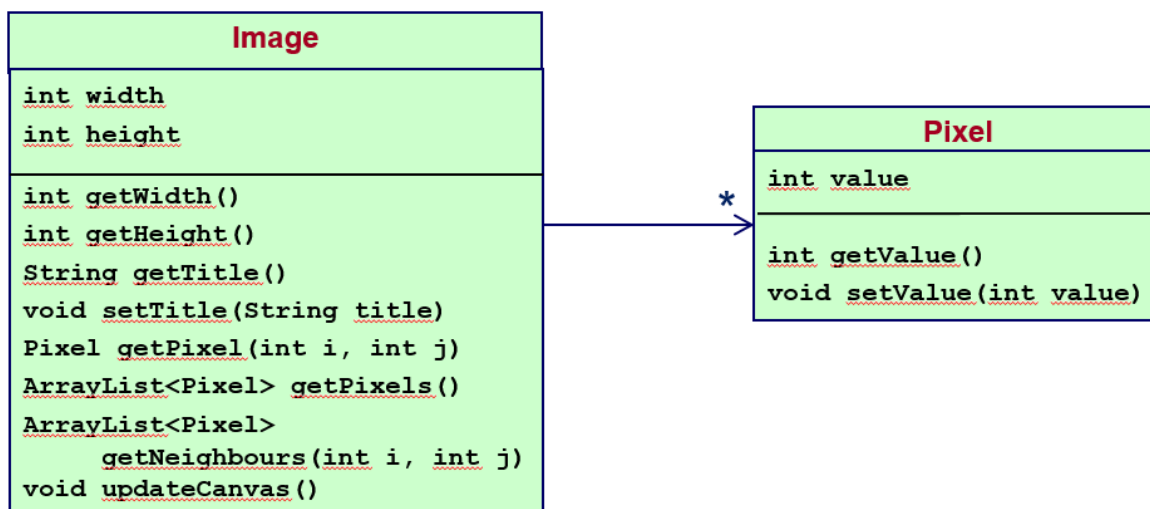 Image
int width
int height
int getWidth()
int getHeight()
String getTitle()
void setTitle(String title)
Pixel getPixel(int i, int j)
ArrayList<Pixel> getPixels()
ArrayList<Pixel>
getNeighbours(int i, int j)
void updateCanvas()
*
Pixel
int value
int getValue()
void setValue(int value)